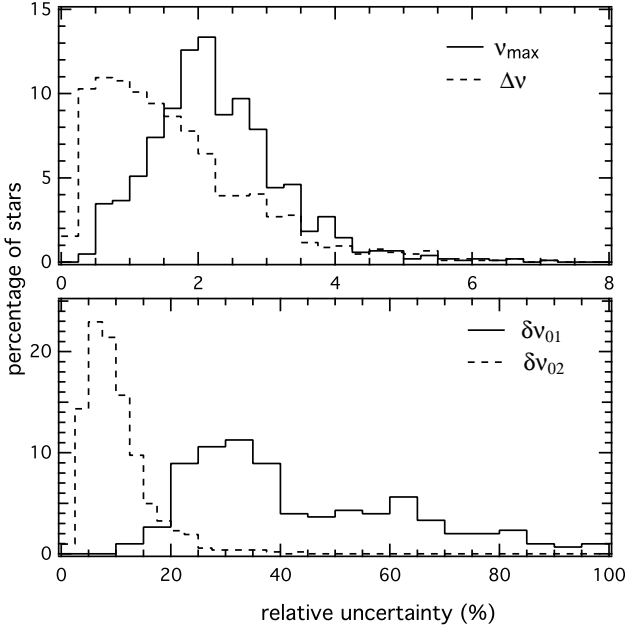 15
10
5
0
ν_max
Δν
0 2 4 6 8
percentage of stars
20
10
0
δν₀₁
δν₀₂
0 20 40 60 80 100
relative uncertainty (%)